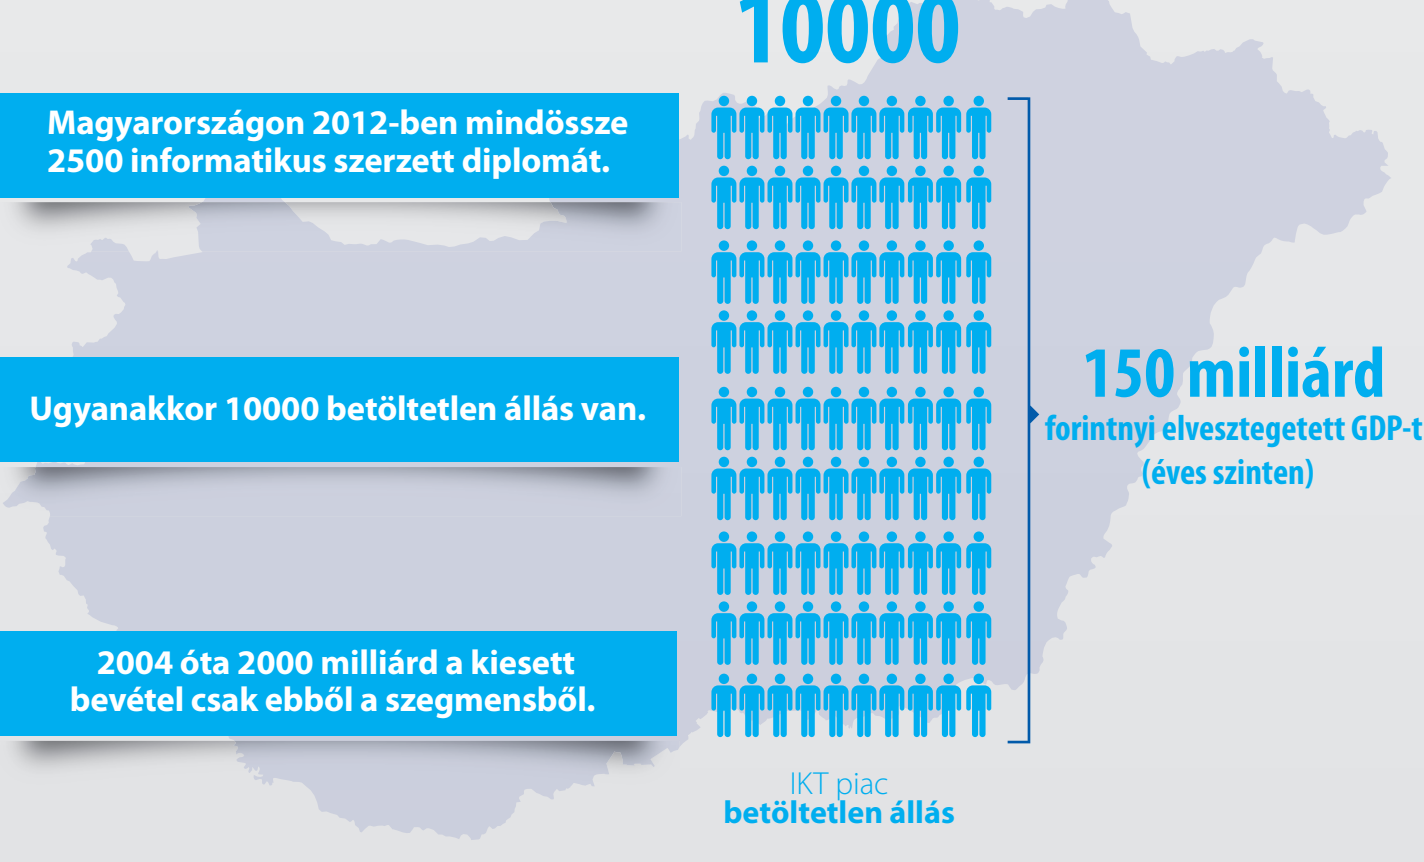 10000
Magyarországon 2012-ben mindössze
2500 informatikus szerzett diplomát.
Ugyanakkor 10000 betöltetlen állás van.
2004 óta 2000 milliárd a kiesett
bevétel csak ebből a szegmensből.
150 milliárd
forintnyi elvesztegetett GDP-t
(éves szinten)
IKT piac
betöltetlen állás